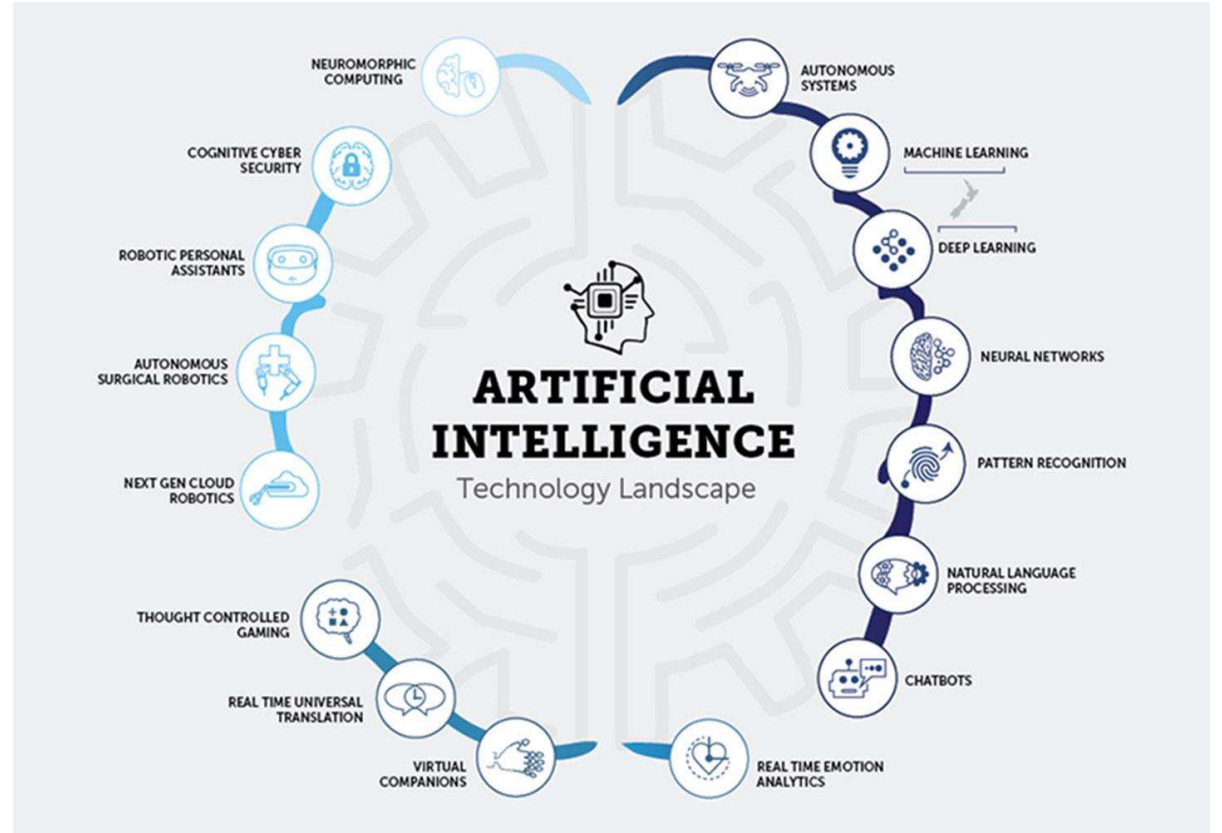 NEUROMORPHIC
COMPUTING
COGNITIVE CYBER
SECURITY
ROBOTIC PERSONAL
ASSISTANTS
AUTONOMOUS
SURGICAL ROBOTICS
NEXT GEN CLOUD
ROBOTICS
THOUGHT CONTROLLED
GAMING
REAL TIME UNIVERSAL
TRANSLATION
VIRTUAL
COMPANIONS
ARTIFICIAL
INTELLIGENCE
Technology Landscape
AUTONOMOUS
SYSTEMS
MACHINE LEARNING
DEEP LEARNING
NEURAL NETWORKS
PATTERN RECOGNITION
NATURAL LANGUAGE
PROCESSING
CHATBOTS
REAL TIME EMOTION
ANALYTICS